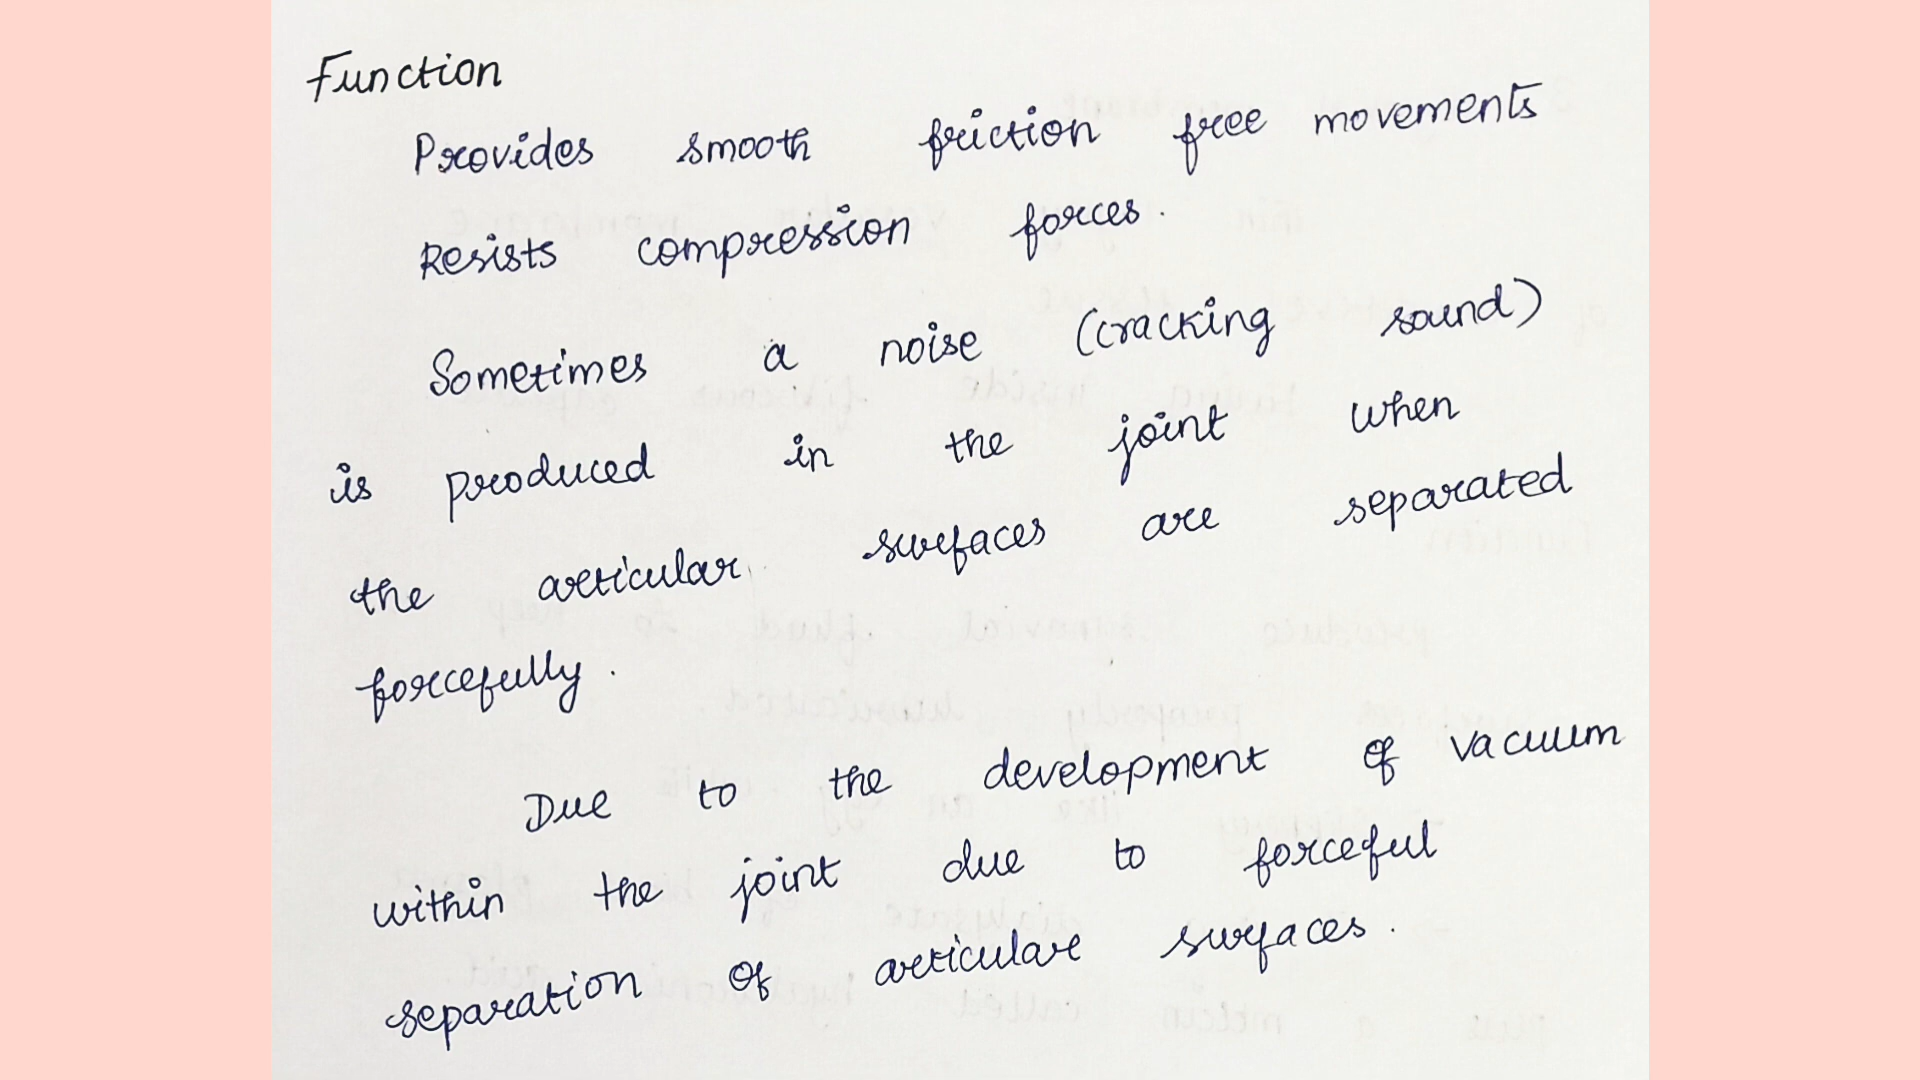 Function
Provides smooth friction free movements
Resists compression forces.
Sometimes a noise (cracking sound)
is produced in the joint when
the articular surfaces are separated
forcefully.
Due to the development of vacuum
within the joint due to forceful
separation of articular surfaces.